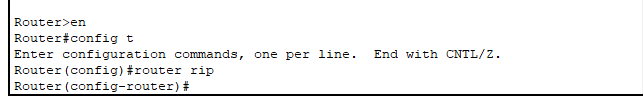 Router>en
Router#config t
Enter configuration commands, one per line.  End with CNTL/Z.
Router(config)#router rip
Router(config-router)#